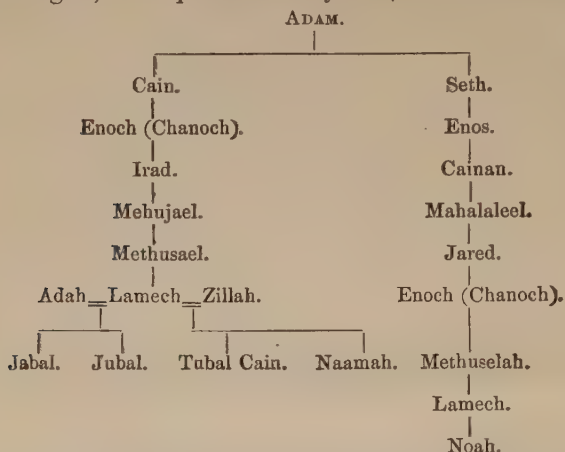 ADAM.
Cain. Seth.
Enoch (Chanoch). Enos.
Irad. Cainan.
Mehujael. Mahalaleel.
Methusael. Jared.
Adah=Lamech=Zillah. Enoch (Chanoch).
Jabal. Jubal. Tubal Cain. Naamah. Methuselah.
Lamech.
Noah.